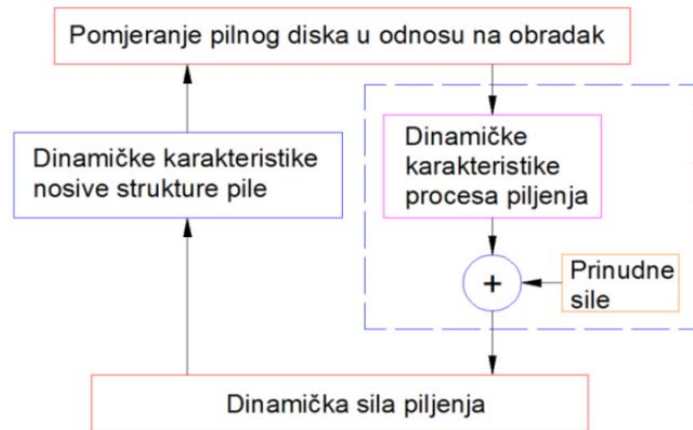 Pomjeranje pilnog diska u odnosu na obradak
Dinamičke karakteristike
nosive strukture pile
Dinamičke
karakteristike
procesa piljenja
+
Prinudne
sile
Dinamička sila piljenja